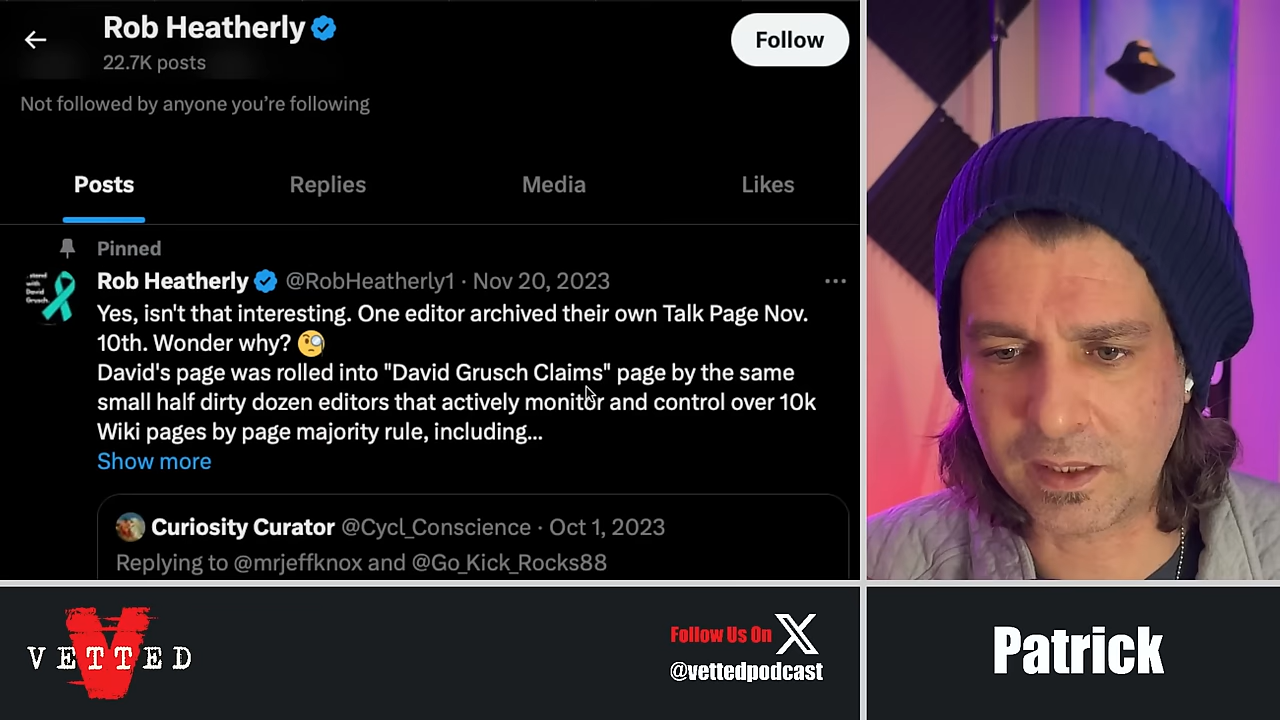 Rob Heatherly
22.7K posts
Follow
Not followed by anyone you’re following
Posts
Replies
Media
Likes
Pinned
Rob Heatherly @RobHeatherly1 · Nov 20, 2023
Yes, isn't that interesting. One editor archived their own Talk Page Nov.
10th. Wonder why? 🧐
David's page was rolled into "David Grusch Claims" page by the same
small half dirty dozen editors that actively monitor and control over 10k
Wiki pages by page majority rule, including...
Show more
stand
with
David
Grusch.
Curiosity Curator @Cycl_Conscience · Oct 1, 2023
Replying to @mrjeffknox and @Go_Kick_Rocks88
V
VETTED
Follow Us On X
@vettedpodcast
Patrick